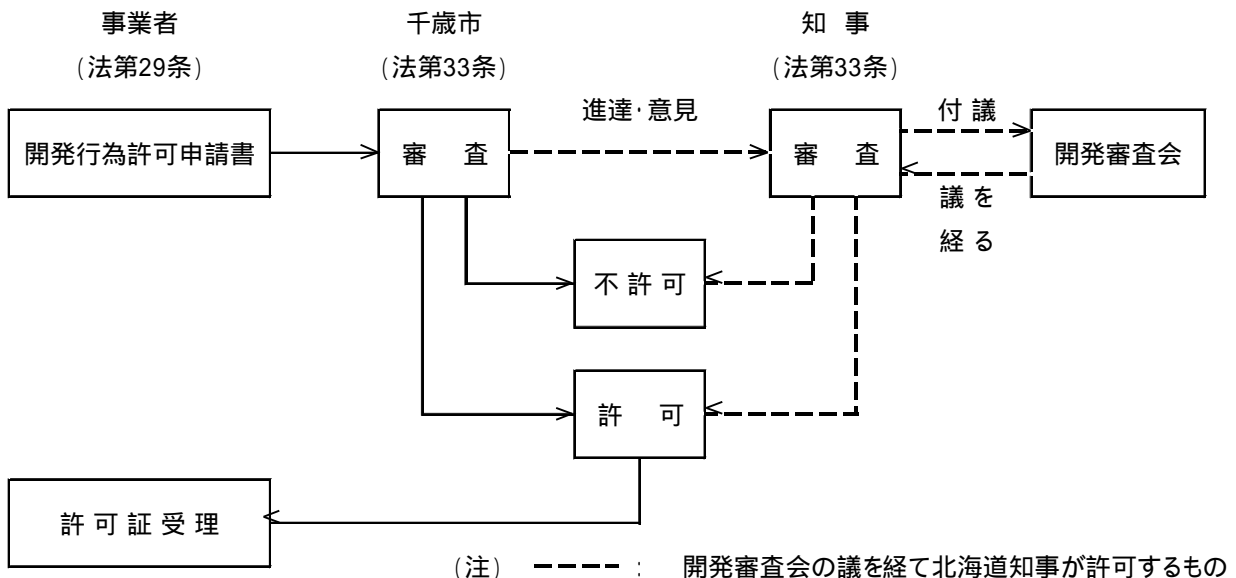 事業者 千歳市 知 事
(法第29条) (法第33条) (法第33条)
進達・意見 付 議
開発行為許可申請書 審 査 審 査 開発審査会
議 を
経 る
不 許 可
許 可
許 可 証 受 理
(注) ---- : 開発審査会の議を経て北海道知事が許可するもの